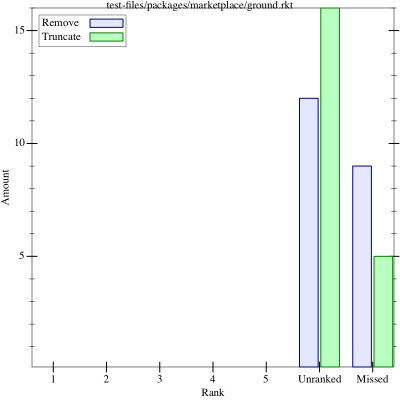 test-files/packages/marketplace/ground.rkt
Remove
Truncate
15
10
5
Amount
1 2 3 4 5 Unranked Missed
Rank